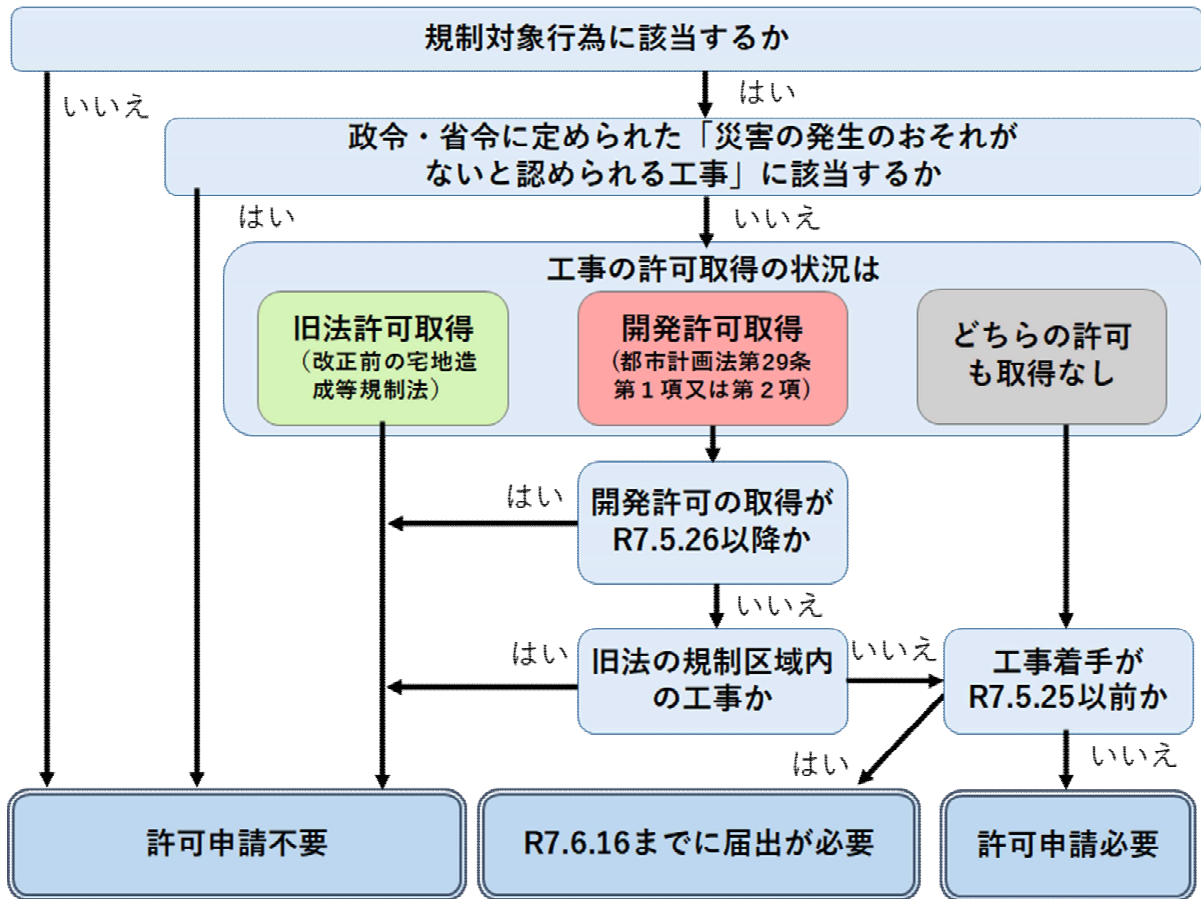 規制対象行為に該当するか
いいえ
はい
政令・省令に定められた「災害の発生のおそれが
ないと認められる工事」に該当するか
はい
いいえ
工事の許可取得の状況は
旧法許可取得
（改正前の宅地造
成等規制法）
開発許可取得
(都市計画法第29条
第１項又は第２項)
どちらの許可
も取得なし
はい
開発許可の取得が
R7.5.26以降か
いいえ
はい
旧法の規制区域内
の工事か
いいえ
工事着手が
R7.5.25以前か
はい
いいえ
許可申請不要
R7.6.16までに届出が必要
許可申請必要